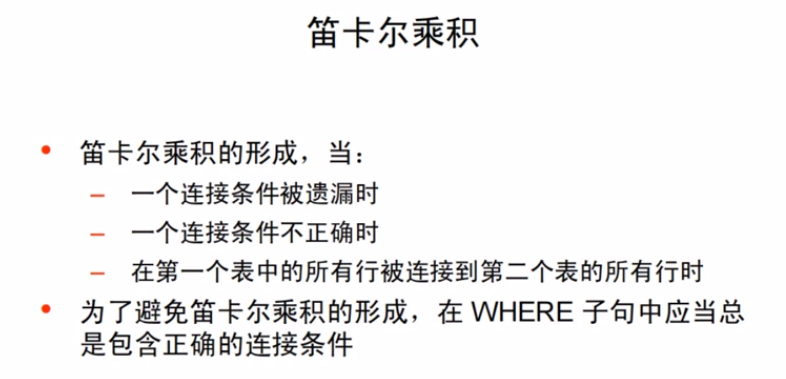 笛卡尔乘积
• 笛卡尔乘积的形成，当：
– 一个连接条件被遗漏时
– 一个连接条件不正确时
– 在第一个表中的所有行被连接到第二个表的所有行时
• 为了避免笛卡尔乘积的形成，在 WHERE 子句中应当总
是包含正确的连接条件